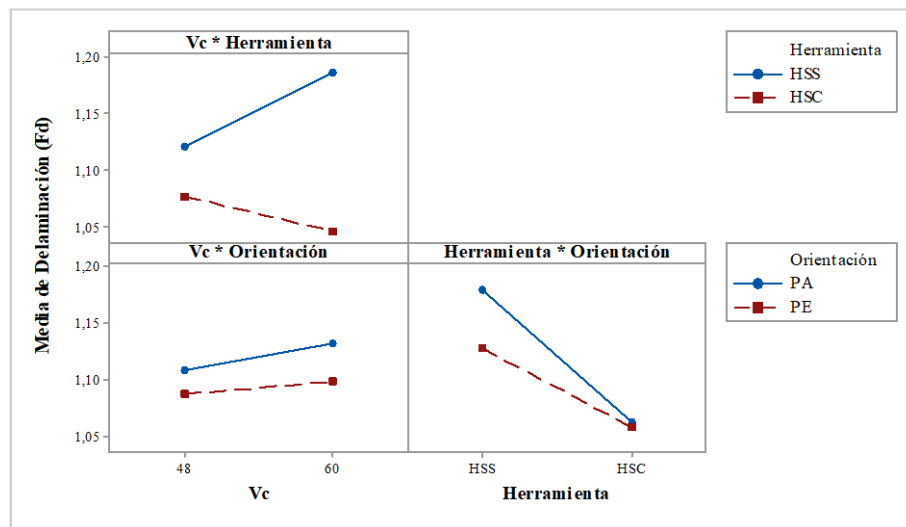 Vc * Herramienta
Herramienta
HSS
HSC
1,20
1,15
1,10
1,05
Media de Delaminación (Fd)
Vc * Orientación
Herramienta * Orientación
Orientación
PA
PE
1,20
1,15
1,10
1,05
48
60
HSS
HSC
Vc
Herramienta